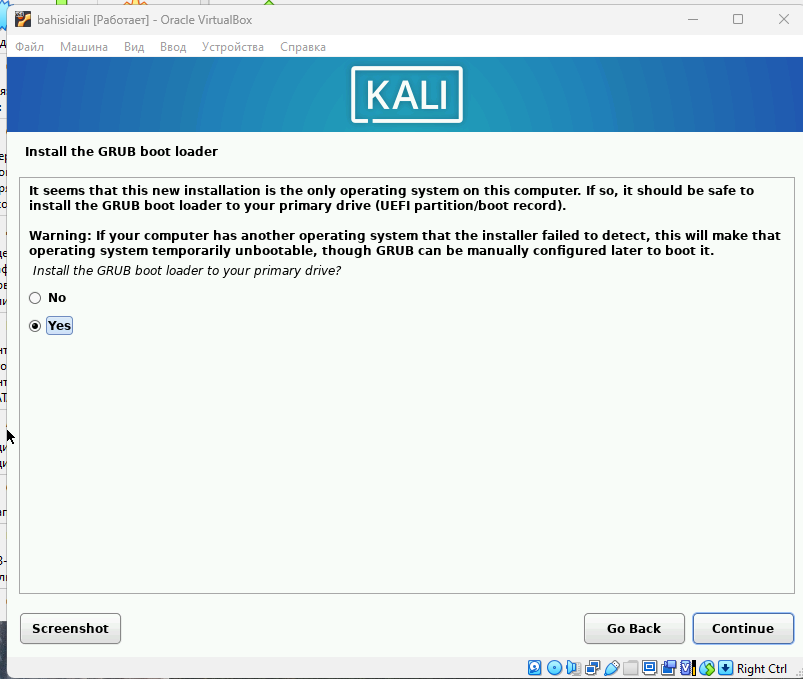 bahisidiali [Работает] - Oracle VirtualBox
Файл Машина Вид Ввод Устройства Справка
KALI
Install the GRUB boot loader
It seems that this new installation is the only operating system on this computer. If so, it should be safe to
install the GRUB boot loader to your primary drive (UEFI partition/boot record).
Warning: If your computer has another operating system that the installer failed to detect, this will make that
operating system temporarily unbootable, though GRUB can be manually configured later to boot it.
Install the GRUB boot loader to your primary drive?
No
Yes
Screenshot Go Back Continue
Right Ctrl